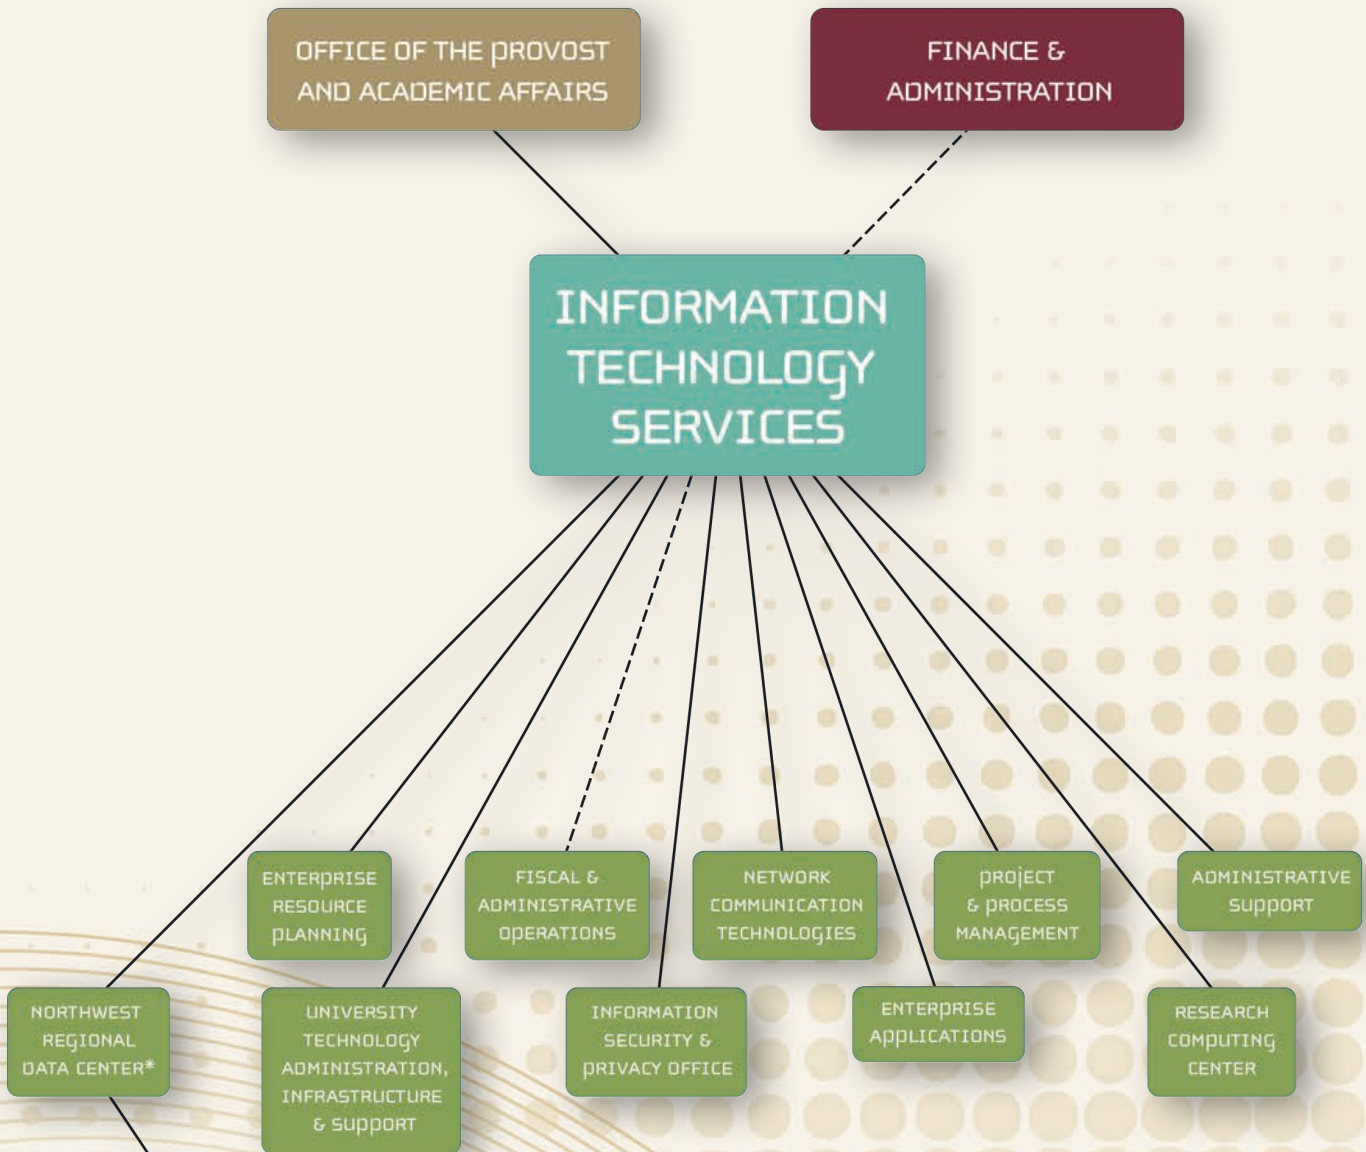 OFFICE OF THE PROVOST
AND ACADEMIC AFFAIRS
FINANCE &
ADMINISTRATION
INFORMATION
TECHNOLOGY
SERVICES
ENTERPRISE
RESOURCE
PLANNING
FISCAL &
ADMINISTRATIVE
OPERATIONS
NETWORK
COMMUNICATION
TECHNOLOGIES
PROJECT
& PROCESS
MANAGEMENT
ADMINISTRATIVE
SUPPORT
NORTHWEST
REGIONAL
DATA CENTER*
UNIVERSITY
TECHNOLOGY
ADMINISTRATION,
INFRASTRUCTURE
& SUPPORT
INFORMATION
SECURITY &
PRIVACY OFFICE
ENTERPRISE
APPLICATIONS
RESEARCH
COMPUTING
CENTER